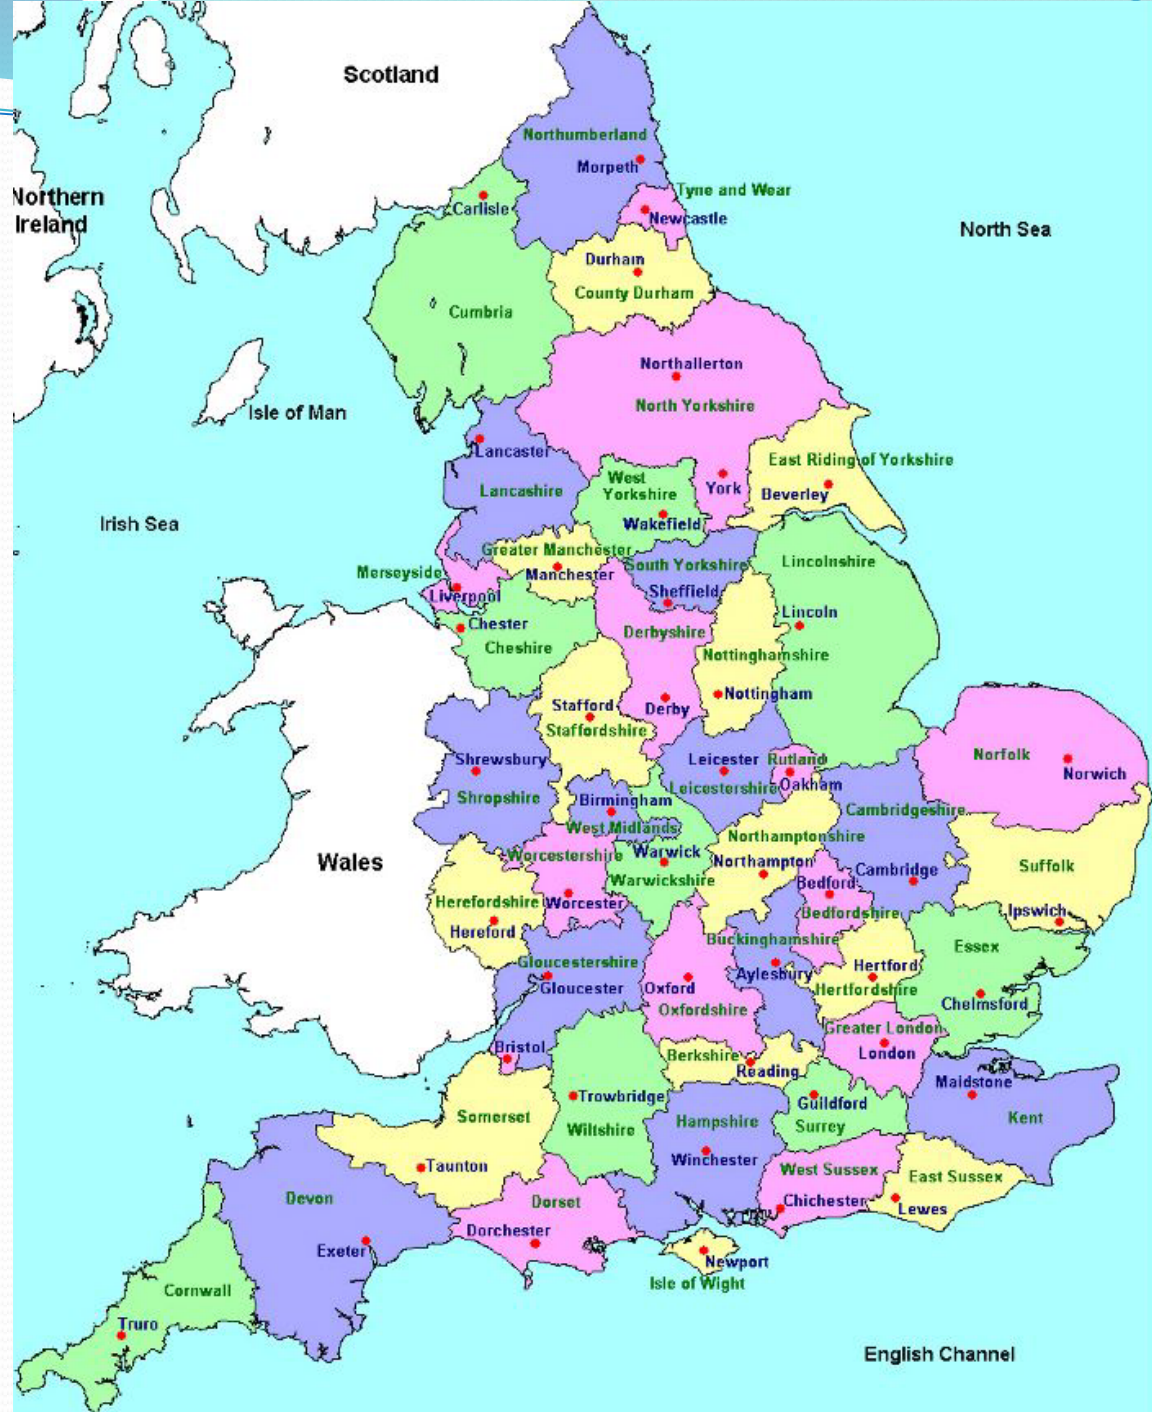 Scotland
Northumberland
Morpeth
Northern
Ireland
Tyne and Wear
Carlisle
Newcastle
North Sea
Durham
County Durham
Cumbria
Northallerton
North Yorkshire
Isle of Man
Lancaster
East Riding of Yorkshire
West
Yorkshire
York
Beverley
Lancashire
Irish Sea
Wakefield
Greater Manchester
Lincolnshire
South Yorkshire
Merseyside
Manchester
Liverpool
Sheffield
Lincoln
Chester
Derbyshire
Cheshire
Nottinghamshire
Nottingham
Stafford
Derby
Staffordshire
Norfolk
Shrewsbury
Leicester
Rutland
Norwich
Leicestershire
Oakham
Shropshire
Birmingham
Cambridgeshire
West Midlands
Northamptonshire
Wales
Worcestershire
Warwick
Northampton
Suffolk
Cambridge
Warwickshire
Bedford
Herefordshire
Worcester
Bedfordshire
Ipswich
Hereford
Buckinghamshire
Essex
Gloucestershire
Hertford
Aylesbury
Gloucester
Oxford
Hertfordshire
Chelmsford
Oxfordshire
Greater London
Bristol
Berkshire
London
Reading
Maidstone
Trowbridge
Guildford
Somerset
Hampshire
Kent
Wiltshire
Surrey
Winchester
Taunton
West Sussex
East Sussex
Devon
Dorset
Chichester
Lewes
Dorchester
Exeter
Newport
Isle of Wight
Cornwall
Truro
English Channel